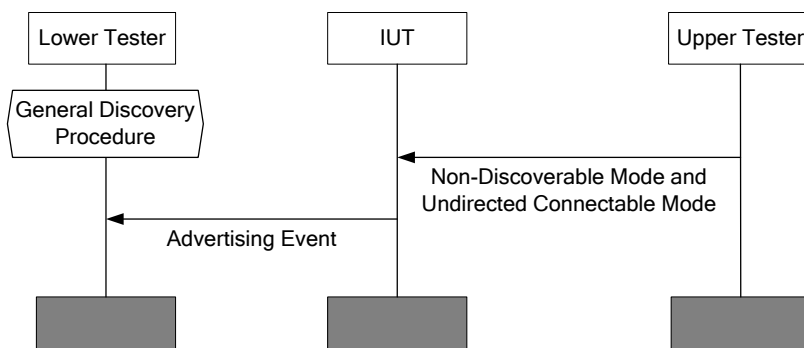 Lower Tester
IUT
Upper Tester
General Discovery
Procedure
Non-Discoverable Mode and
Undirected Connectable Mode
Advertising Event